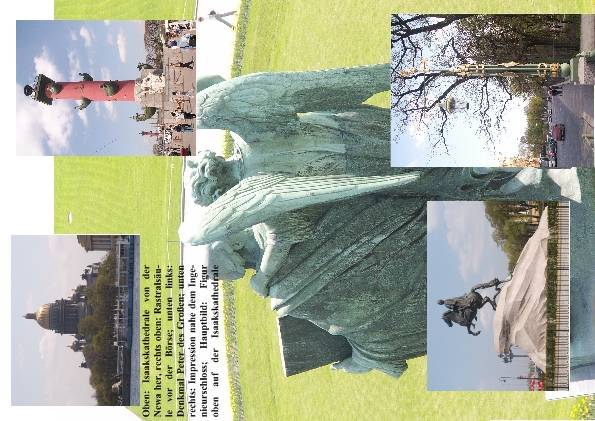 Oben: Isaakskathedrale von der
Newa her, rechts oben: Rastralsäu-
le vor der Börse; unten links:
Denkmal Peter des Großen; unten
rechts: Impression nahe dem Inge-
nieurschloss; Hauptbild: Figur
oben auf der Isaakskathedrale